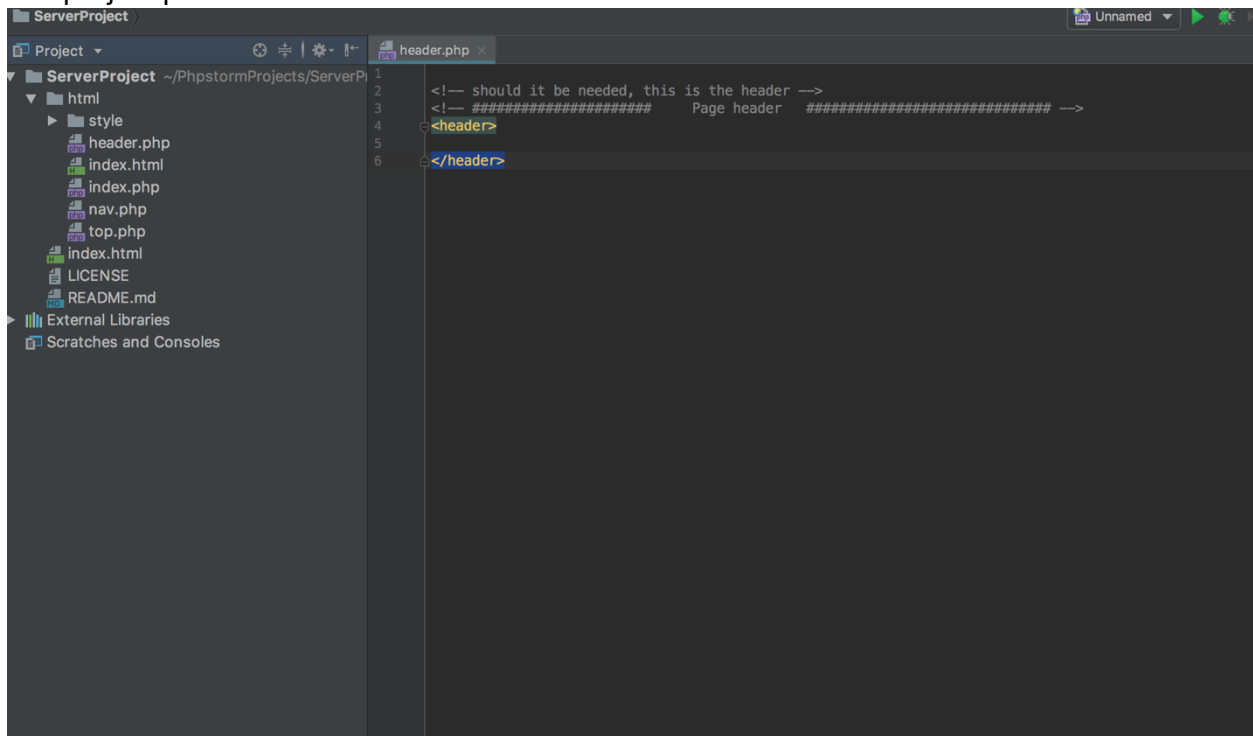 ServerProject
Unnamed
Project
header.php
ServerProject ~/PhpstormProjects/ServerP
html
style
header.php
index.html
index.php
nav.php
top.php
index.html
LICENSE
README.md
External Libraries
Scratches and Consoles
1
2 <!-- should it be needed, this is the header -->
3 <!-- ###################### Page header ############################## -->
4 <header>
5
6 </header>